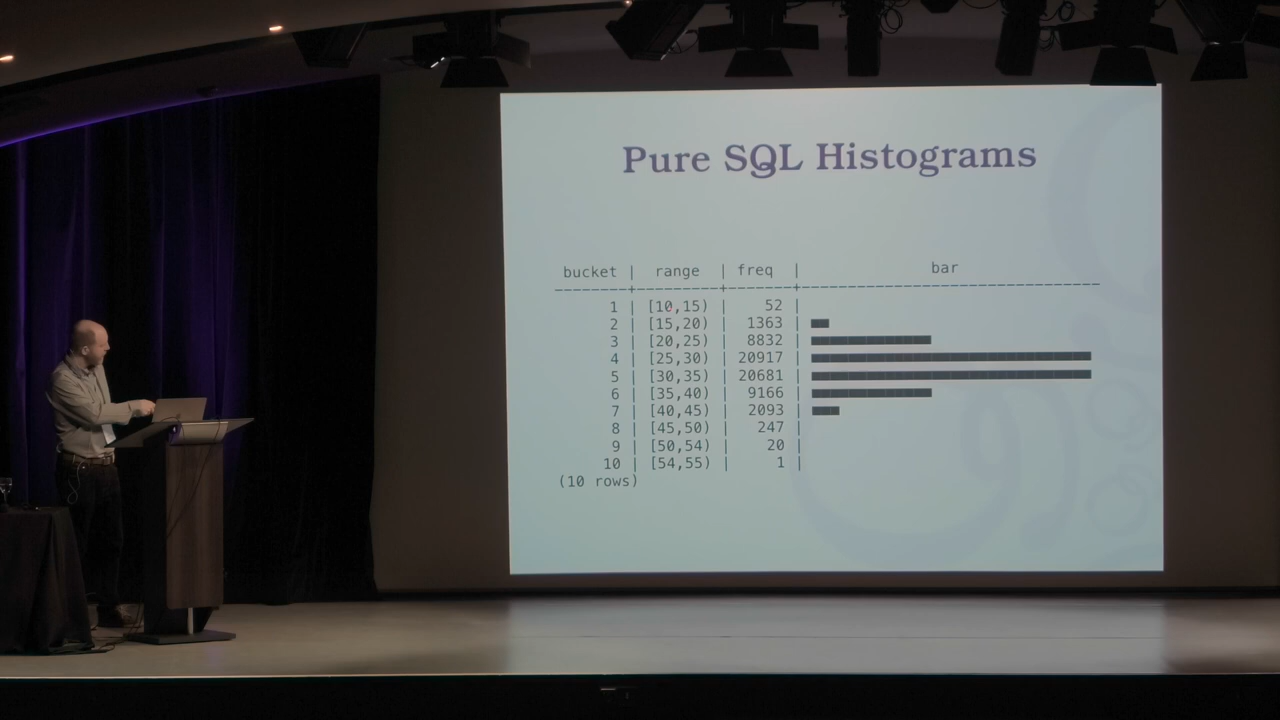 Pure SQL Histograms
bucket | range | freq | bar
--------+---------+-------+------------------------------
1 | [10,15) | 52 |
2 | [15,20) | 1363 | ■■
3 | [20,25) | 8832 | ■■■■■■■■■■■■
4 | [25,30) | 20917 | ■■■■■■■■■■■■■■■■■■■■■■■■■■■■
5 | [30,35) | 20681 | ■■■■■■■■■■■■■■■■■■■■■■■■■■■■
6 | [35,40) | 9166 | ■■■■■■■■■■■■
7 | [40,45) | 2093 | ■■■
8 | [45,50) | 247 |
9 | [50,54) | 20 |
10 | [54,55) | 1 |
(10 rows)